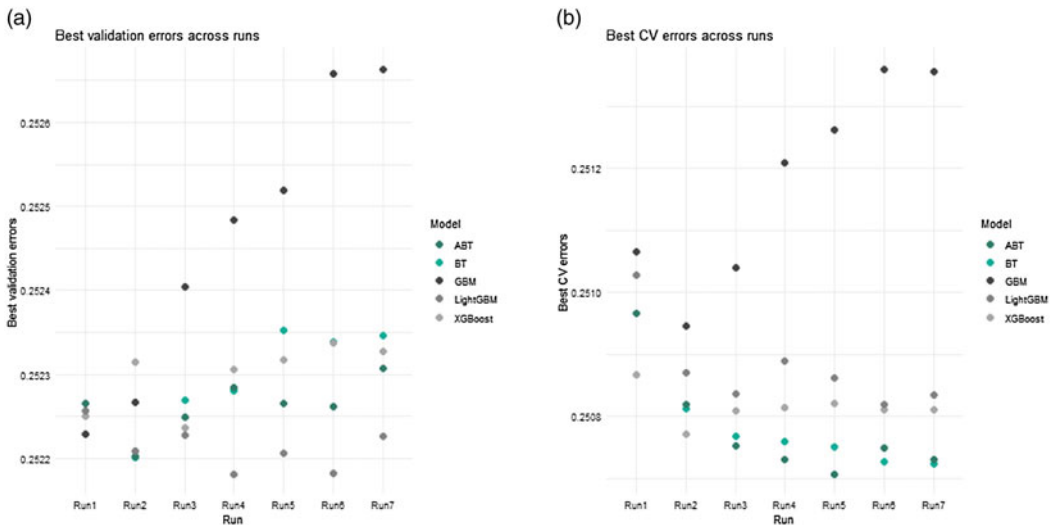 (a)
Best validation errors across runs
0.2526
0.2525
0.2524
0.2523
0.2522
Best validation errors
Run1 Run2 Run3 Run4 Run5 Run6 Run7
Run
Model
ABT
BT
GBM
LightGBM
XGBoost
(b)
Best CV errors across runs
0.2512
0.2510
0.2508
Best CV errors
Run1 Run2 Run3 Run4 Run5 Run6 Run7
Run
Model
ABT
BT
GBM
LightGBM
XGBoost